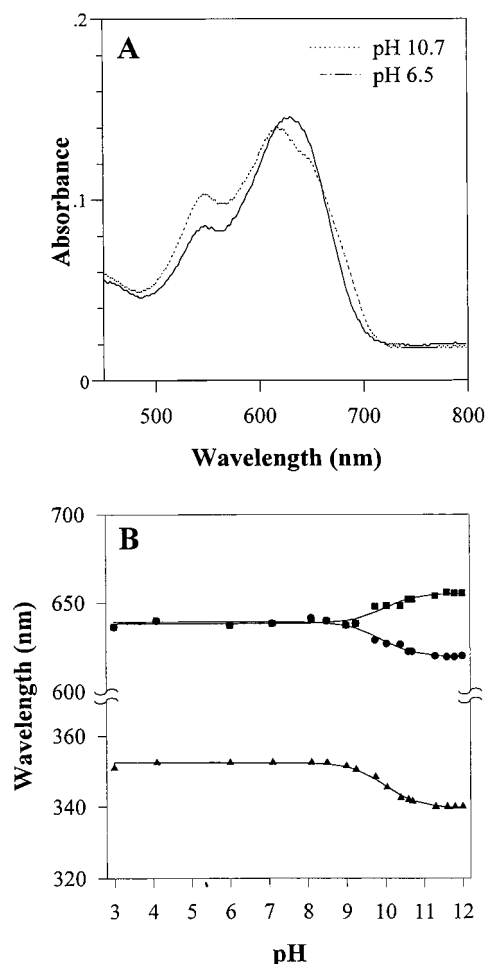 A
pH 10.7
pH 6.5
.2
.1
0
Absorbance
500 600 700 800
Wavelength (nm)
B
700
650
600
360
340
320
Wavelength (nm)
3 4 5 6 7 8 9 10 11 12
pH